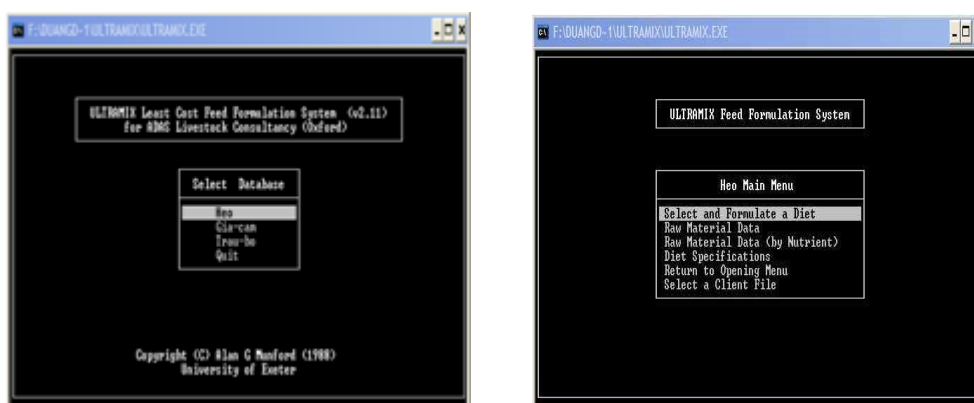 F:\DUANGD~1\ULTRAMIX\ULTRAMIX.EXE
ULTRAMIX Least Cost Feed Formulation System (v2.11)
for ADAS Livestock Consultancy (Oxford)
Select Database
Heo
Gia-cam
Trau-bo
Quit
Copyright (C) Alan G Munford (1988)
University of Exeter
F:\DUANGD~1\ULTRAMIX\ULTRAMIX.EXE
ULTRAMIX Feed Formulation System
Heo Main Menu
Select and Formulate a Diet
Raw Material Data
Raw Material Data (by Nutrient)
Diet Specifications
Return to Opening Menu
Select a Client File